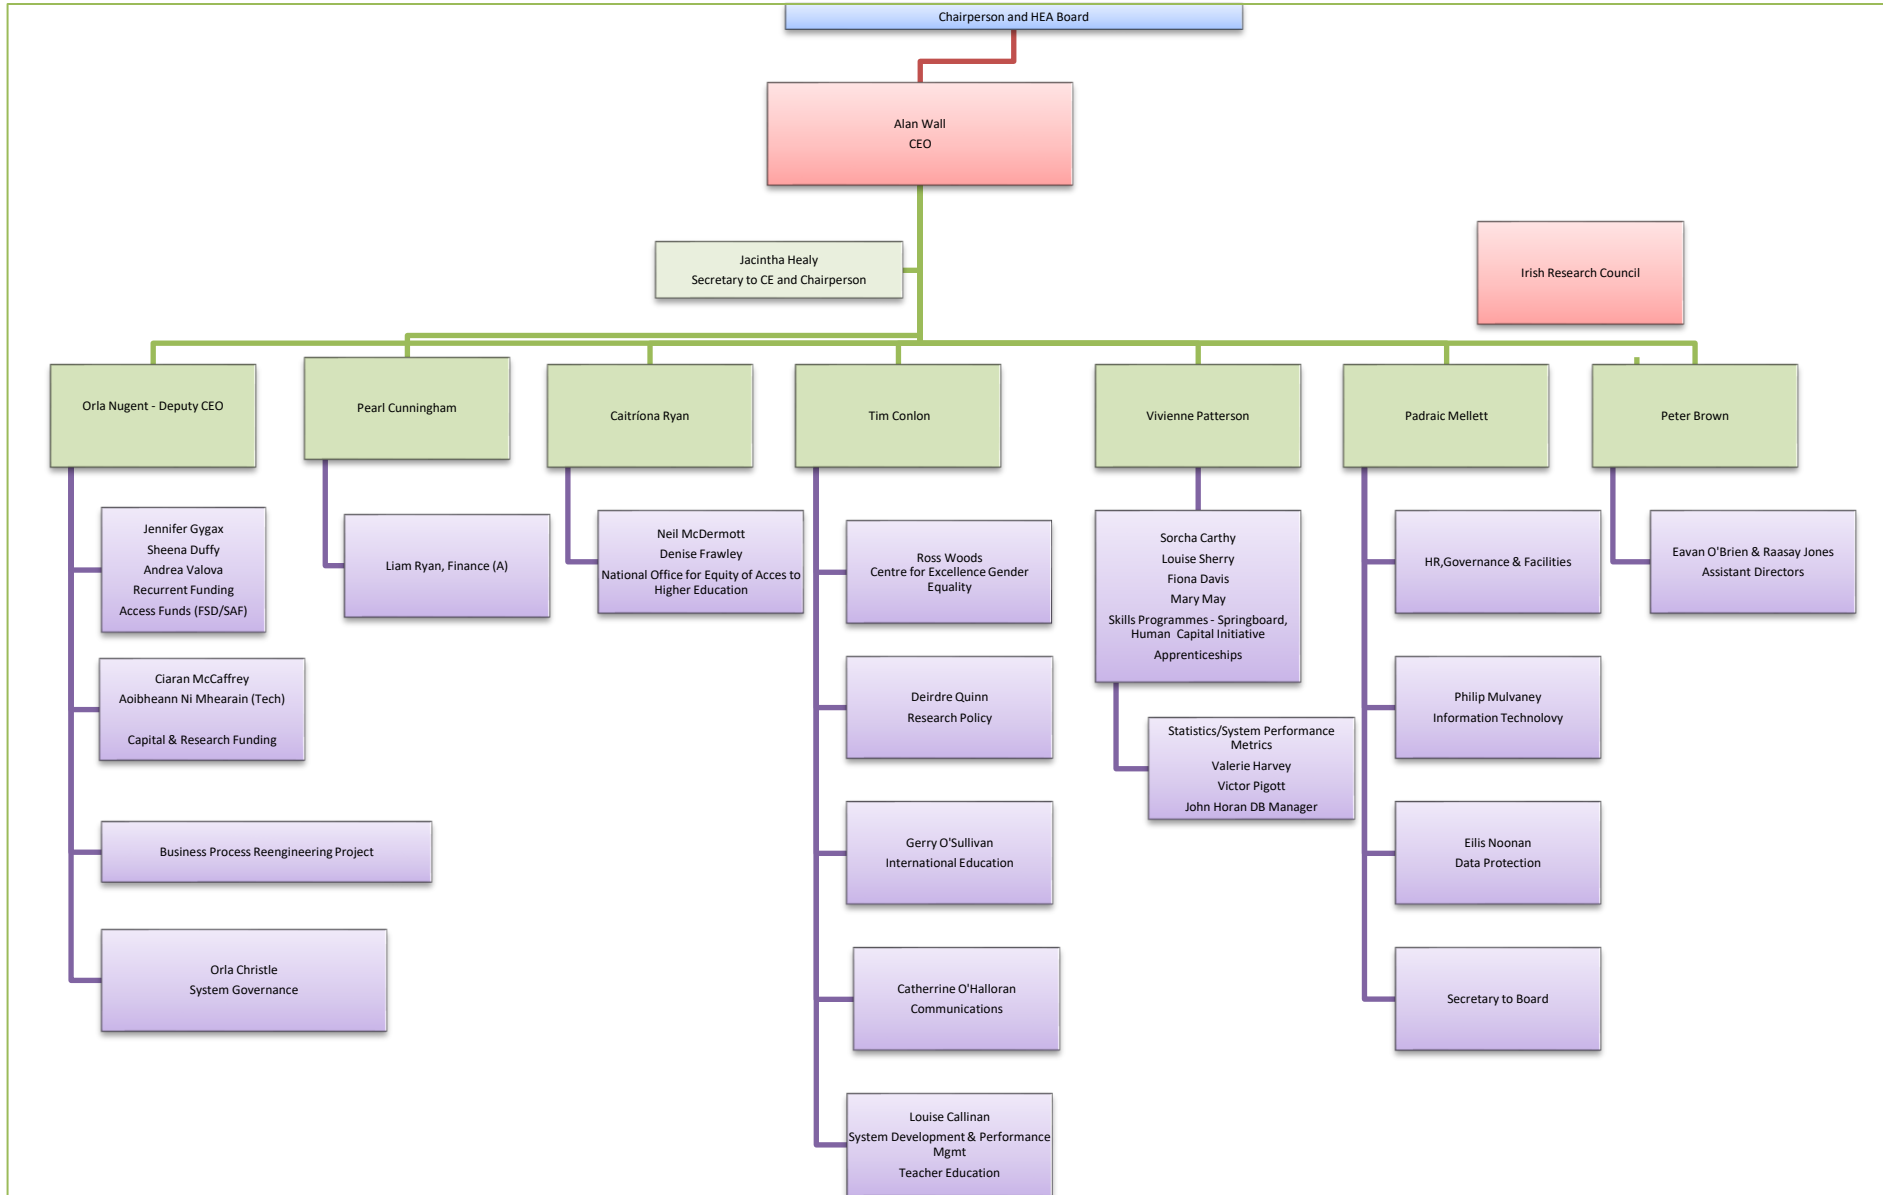 Chairperson and HEA Board
Alan Wall
CEO
Jacintha Healy
Secretary to CE and Chairperson
Irish Research Council
Orla Nugent - Deputy CEO
Pearl Cunningham
Caitríona Ryan
Tim Conlon
Vivienne Patterson
Padraic Mellett
Peter Brown
Jennifer Gygax
Sheena Duffy
Andrea Valova
Recurrent Funding
Access Funds (FSD/SAF)
Ciaran McCaffrey
Aoibheann Ni Mhearain (Tech)
Capital & Research Funding
Business Process Reengineering Project
Orla Christle
System Governance
Liam Ryan, Finance (A)
Neil McDermott
Denise Frawley
National Office for Equity of Acces to
Higher Education
Ross Woods
Centre for Excellence Gender
Equality
Deirdre Quinn
Research Policy
Gerry O'Sullivan
International Education
Catherrine O'Halloran
Communications
Louise Callinan
System Development & Performance
Mgmt
Teacher Education
Sorcha Carthy
Louise Sherry
Fiona Davis
Mary May
Skills Programmes - Springboard,
Human Capital Initiative
Apprenticeships
Statistics/System Performance
Metrics
Valerie Harvey
Victor Pigott
John Horan DB Manager
HR,Governance & Facilities
Philip Mulvaney
Information Technolovy
Eilis Noonan
Data Protection
Secretary to Board
Eavan O'Brien & Raasay Jones
Assistant Directors